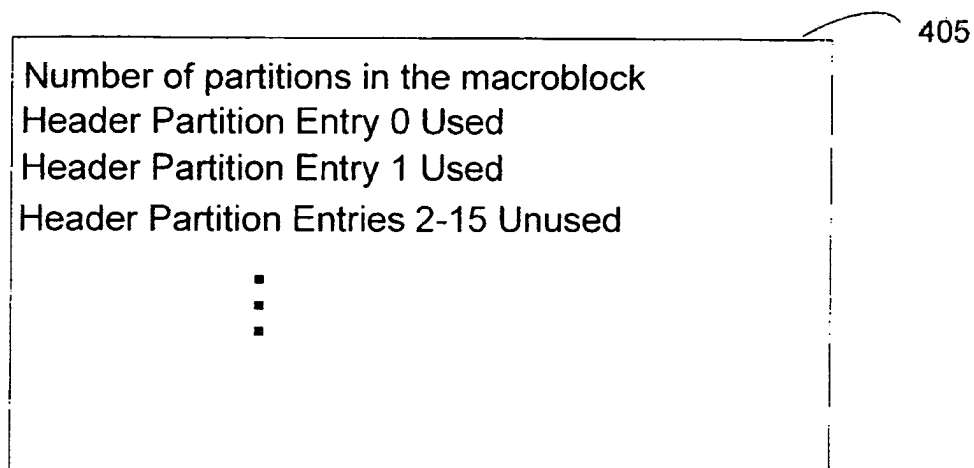 405
Number of partitions in the macroblock
Header Partition Entry 0 Used
Header Partition Entry 1 Used
Header Partition Entries 2-15 Unused